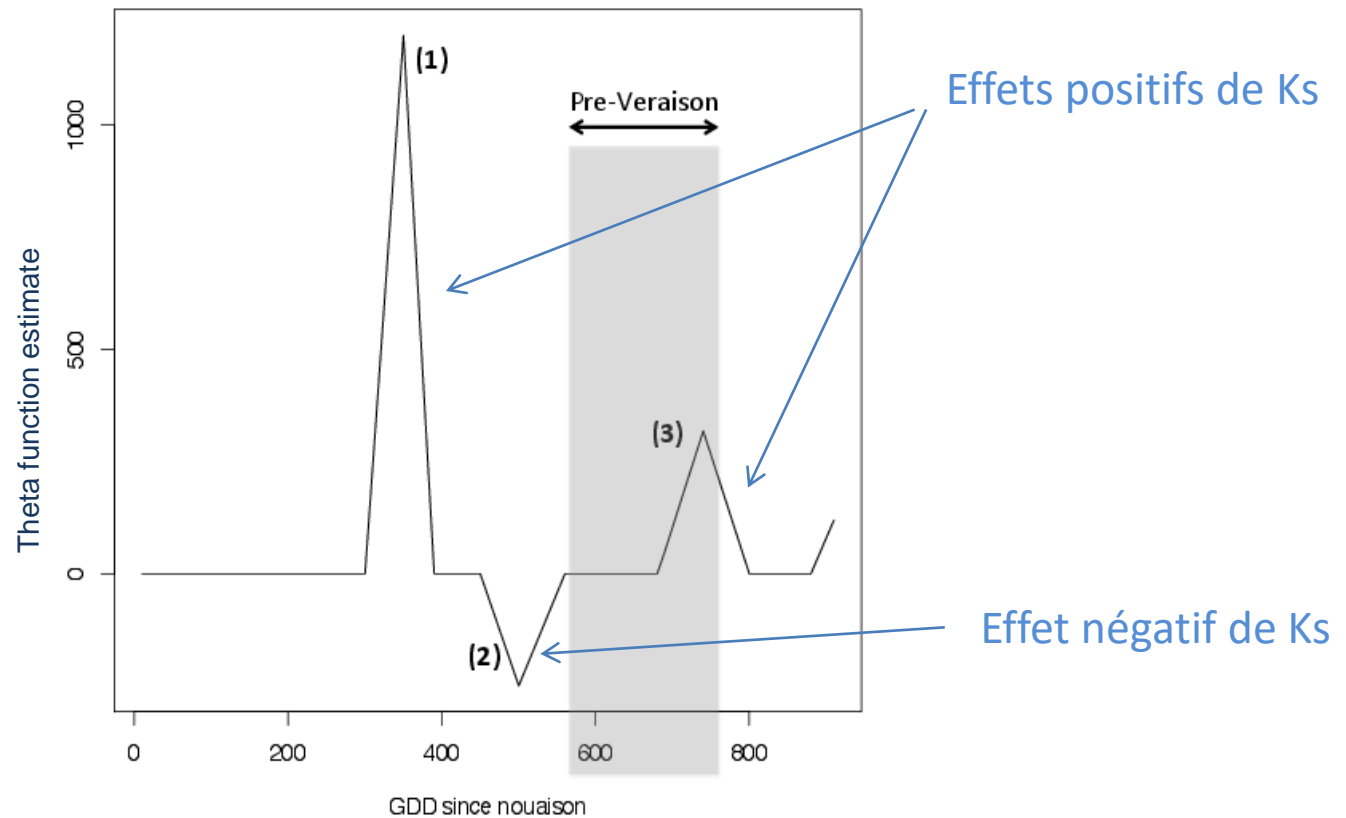 (1)
Effets positifs de Ks
Pre-Veraison
1000
500
0
Theta function estimate
(3)
(2)
Effet négatif de Ks
0 200 400 600 800
GDD since nouaison